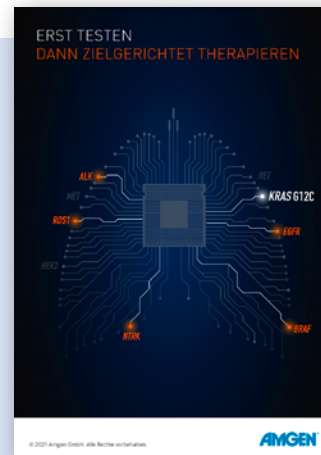 ERST TESTEN
DANN ZIELGERICHTET THERAPIEREN
ALK
RET
MET
KRAS G12C
ROS1
EGFR
HER2
NTRK
BRAF
© 2021 Amgen GmbH. Alle Rechte vorbehalten.
AMGEN